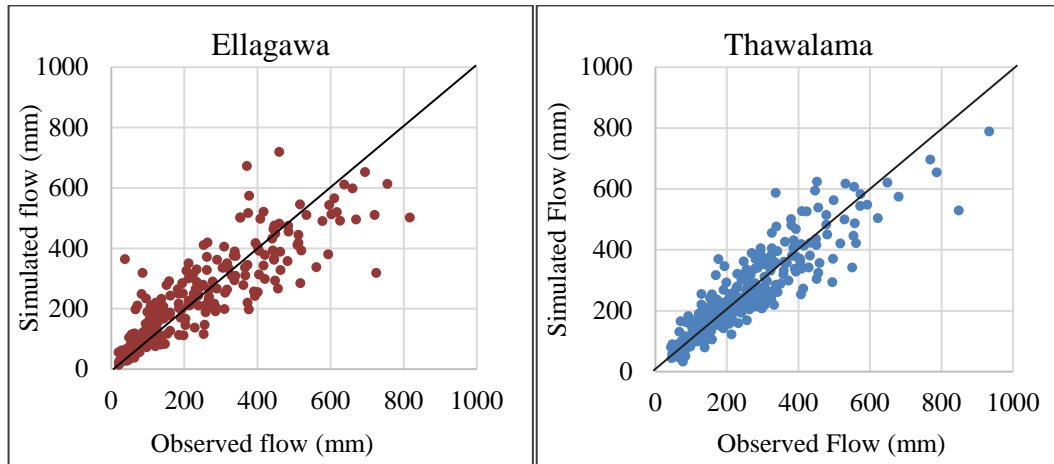 Ellagawa
Simulated flow (mm)
1000
800
600
400
200
0
0 200 400 600 800 1000
Observed flow (mm)
Thawalama
Simulated Flow (mm)
1000
800
600
400
200
0
0 200 400 600 800 1000
Observed Flow (mm)